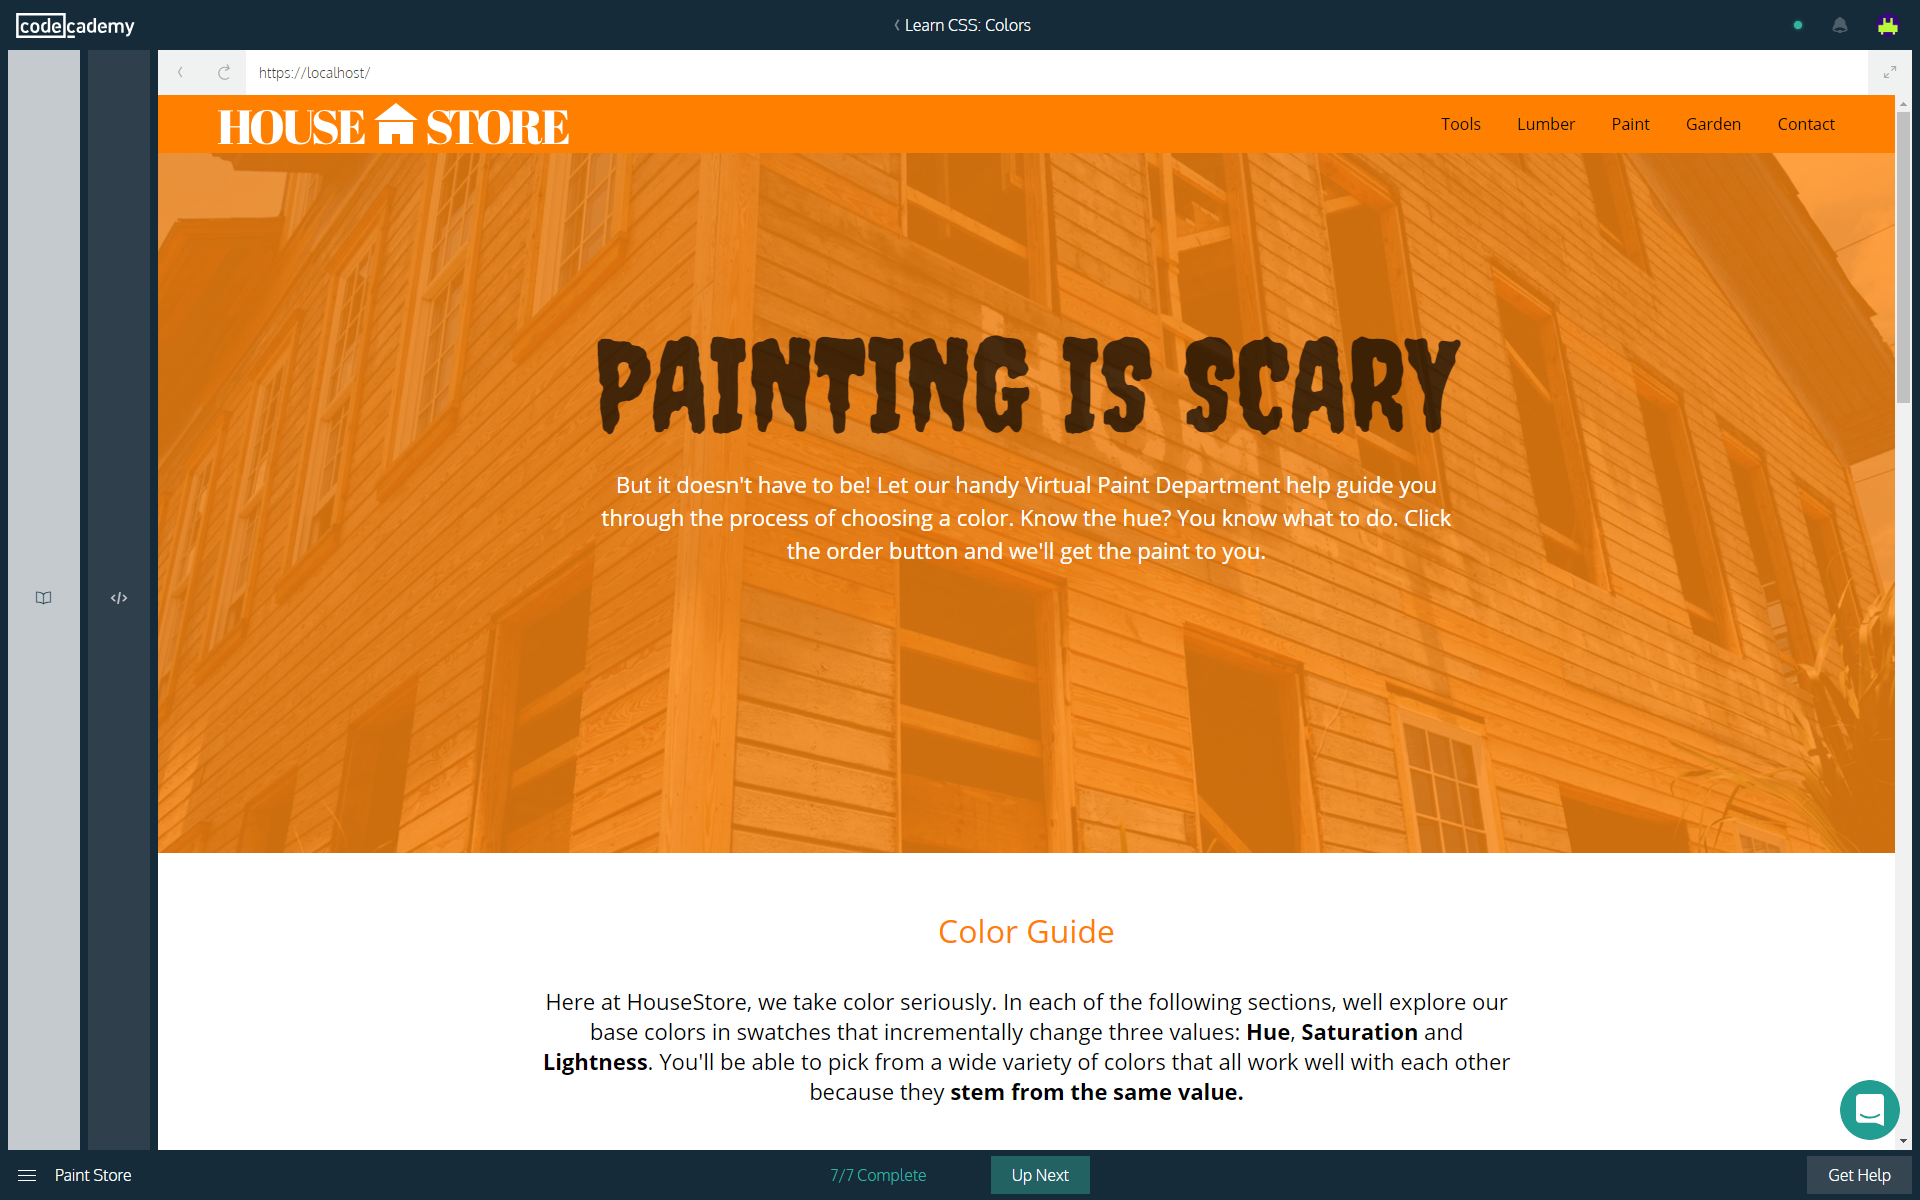 codecademy
Learn CSS: Colors
https://localhost/
HOUSE STORE
Tools Lumber Paint Garden Contact
PAINTING IS SCARY
But it doesn't have to be! Let our handy Virtual Paint Department help guide you
through the process of choosing a color. Know the hue? You know what to do. Click
the order button and we'll get the paint to you.
Color Guide
Here at HouseStore, we take color seriously. In each of the following sections, well explore our
base colors in swatches that incrementally change three values: Hue, Saturation and
Lightness. You'll be able to pick from a wide variety of colors that all work well with each other
because they stem from the same value.
Paint Store
7/7 Complete
Up Next
Get Help